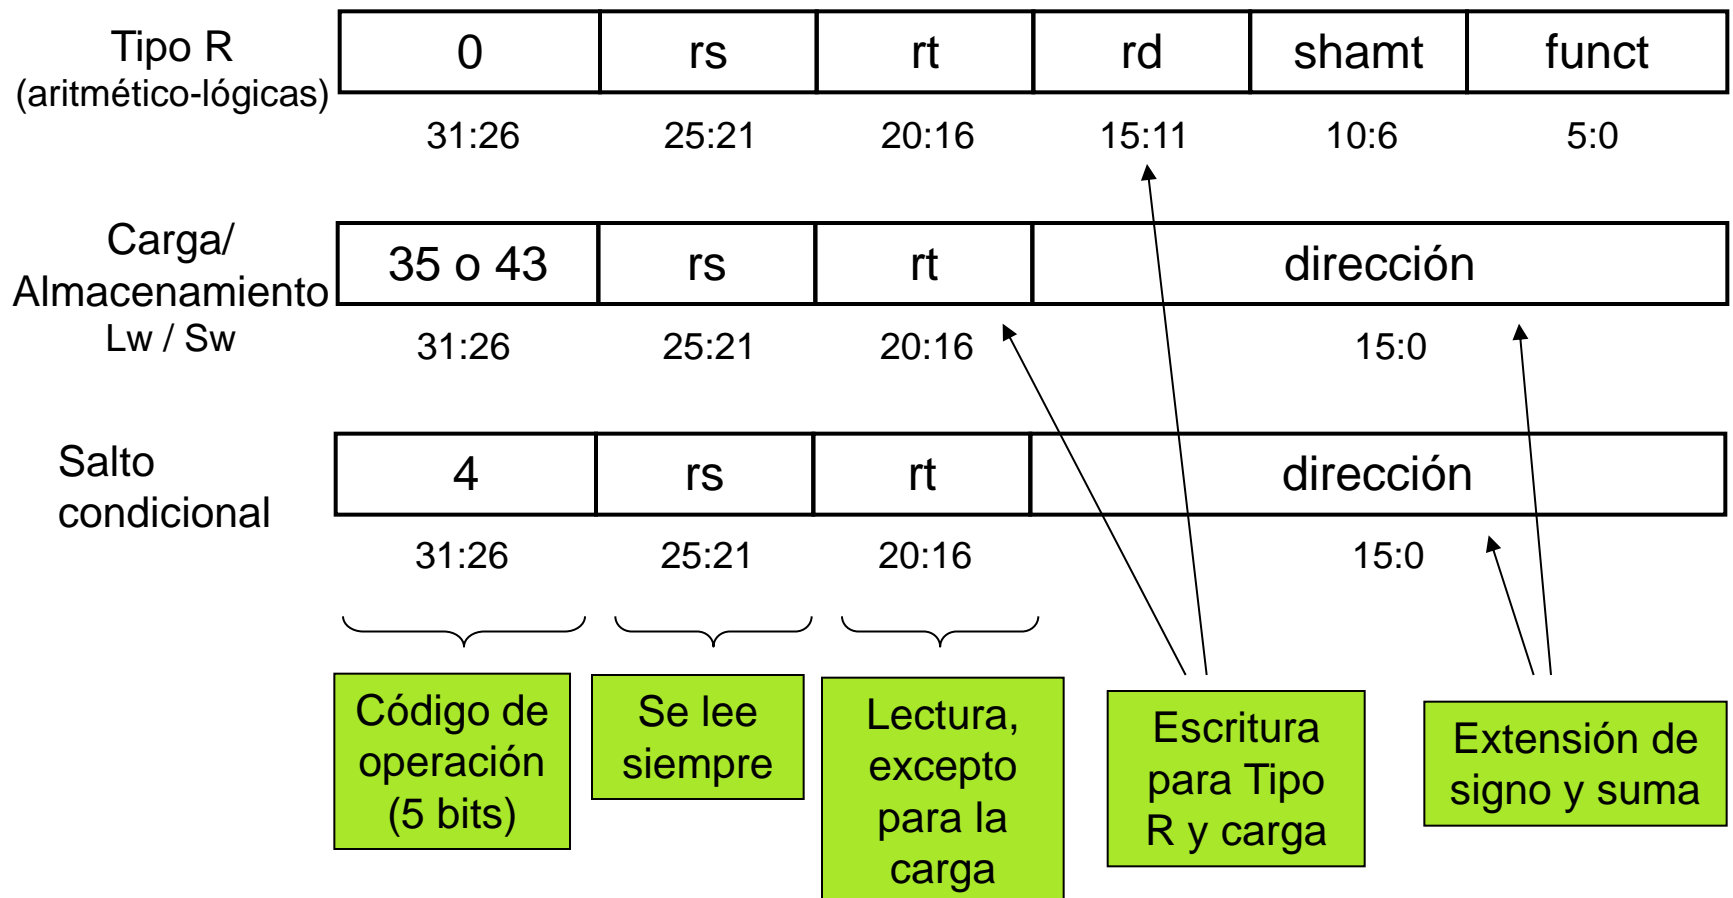 Tipo R
(aritmético-lógicas)
0 rs rt rd shamt funct
31:26 25:21 20:16 15:11 10:6 5:0
Carga/
Almacenamiento
Lw / Sw
35 o 43 rs rt dirección
31:26 25:21 20:16 15:0
Salto
condicional
4 rs rt dirección
31:26 25:21 20:16 15:0
Código de
operación
(5 bits)
Se lee
siempre
Lectura,
excepto
para la
carga
Escritura
para Tipo
R y carga
Extensión de
signo y suma